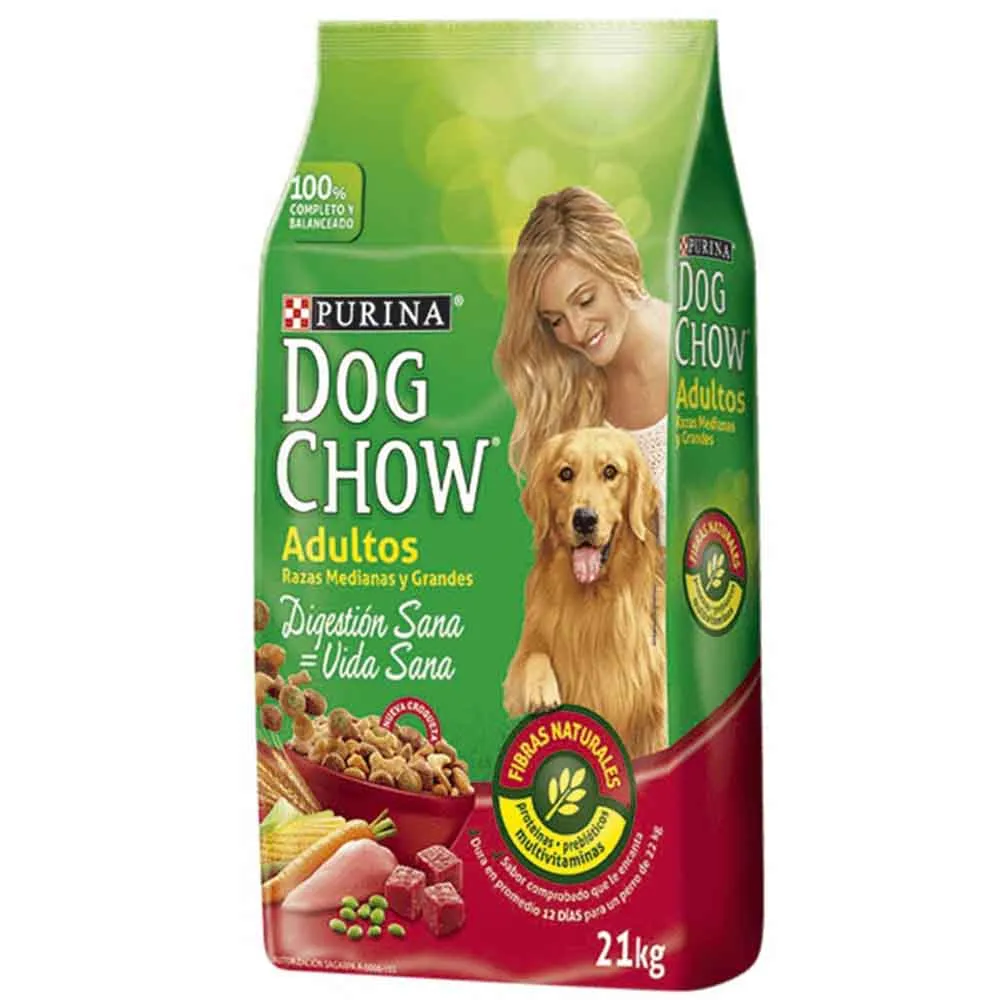 100%
COMPLETO Y
BALANCEADO
PURINA®
DOG
CHOW®
Adultos
Razas Medianas y Grandes
Digestión Sana
=Vida Sana
NUEVA CROQUETA
FIBRAS NATURALES
proteínas • prebióticos
multivitaminas
Sabor comprobado que le encanta
Dura en promedio 12 DÍAS para un perro de 22 kg
21kg
PURINA
DOG
CHOW®
Adultos
Razas Medianas
y Grandes
FIBRAS NATURALES
multivitaminas